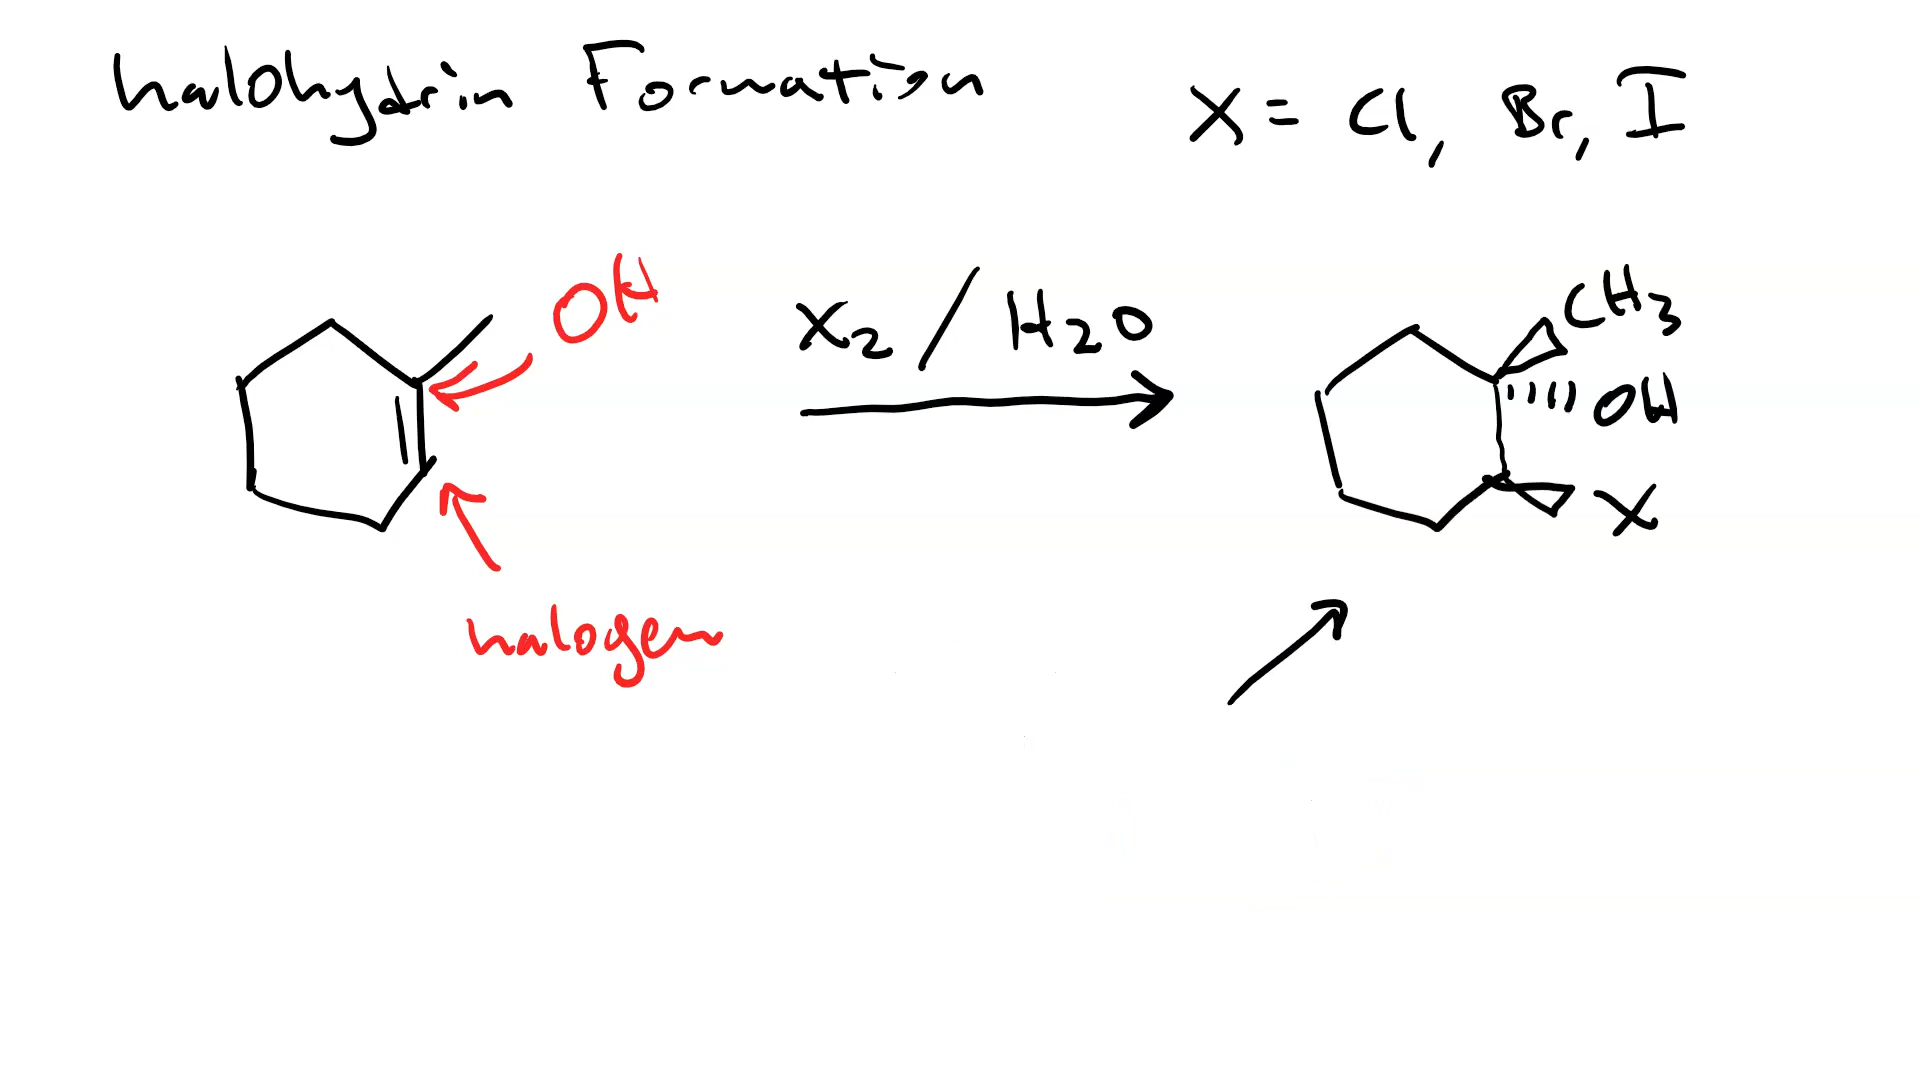 halohydrin Formation
X = Cl, Br, I
OH
X2 / H2O
CH3
OH
X
halogen